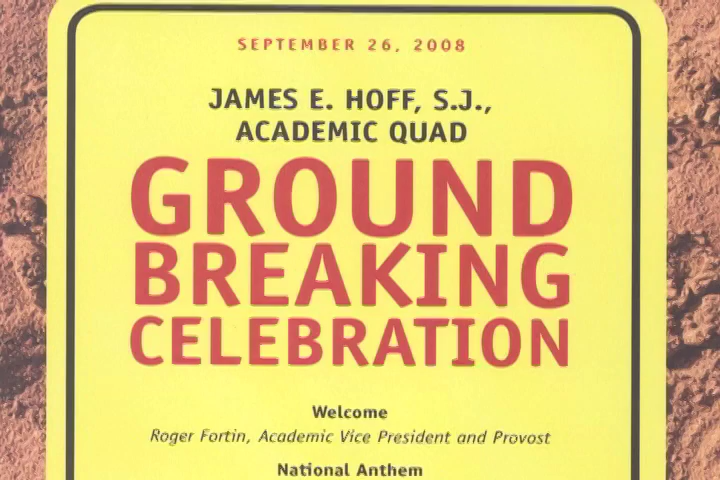 SEPTEMBER 26, 2008
JAMES E. HOFF, S.J.,
ACADEMIC QUAD
GROUND
BREAKING
CELEBRATION
Welcome
Roger Fortin, Academic Vice President and Provost
National Anthem